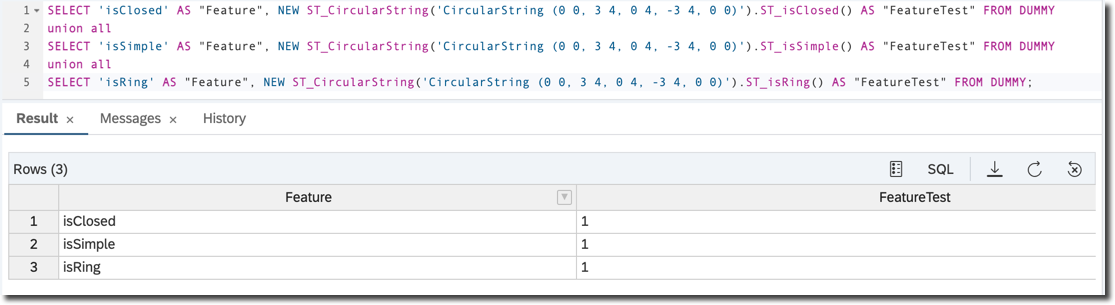 1 SELECT 'isClosed' AS "Feature", NEW ST_CircularString('CircularString (0 0, 3 4, 0 4, -3 4, 0 0)').ST_isClosed() AS "FeatureTest" FROM DUMMY
2 union all
3 SELECT 'isSimple' AS "Feature", NEW ST_CircularString('CircularString (0 0, 3 4, 0 4, -3 4, 0 0)').ST_isSimple() AS "FeatureTest" FROM DUMMY
4 union all
5 SELECT 'isRing' AS "Feature", NEW ST_CircularString('CircularString (0 0, 3 4, 0 4, -3 4, 0 0)').ST_isRing() AS "FeatureTest" FROM DUMMY;
Result × Messages × History
Rows (3) SQL
Feature FeatureTest
1 isClosed 1
2 isSimple 1
3 isRing 1